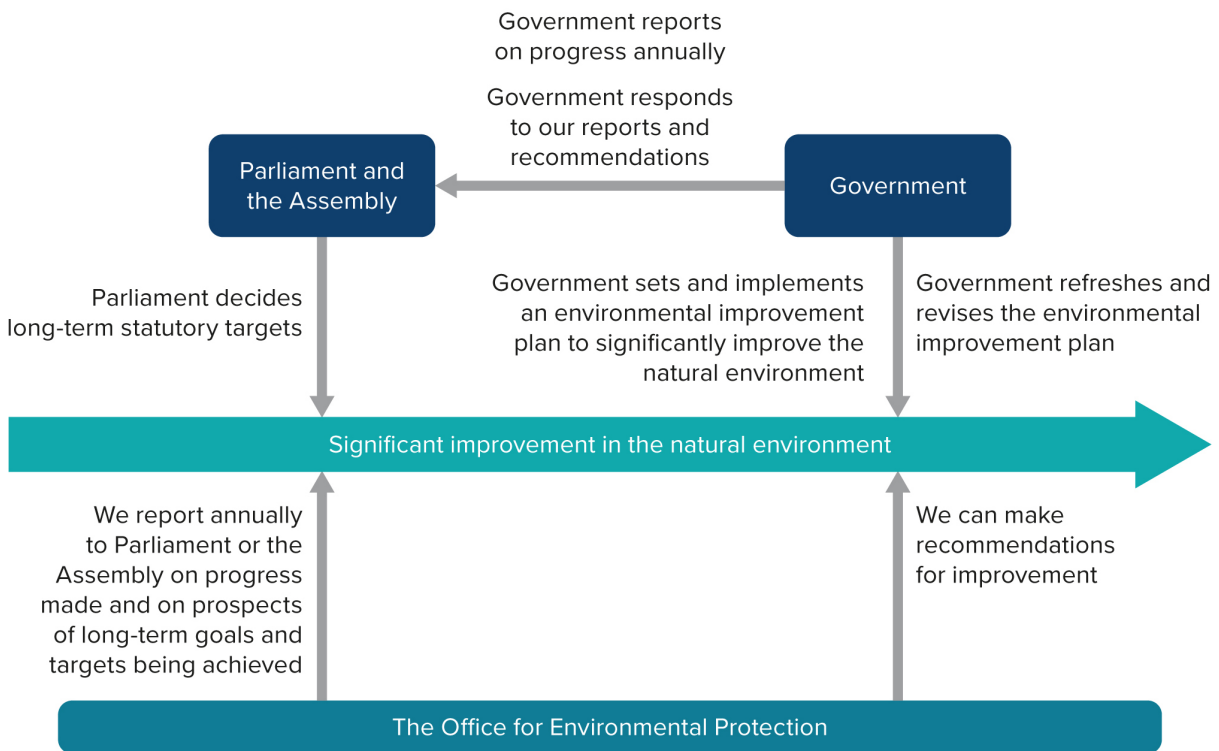 Government reports
on progress annually
Government responds
to our reports and
recommendations
Parliament and
the Assembly
Government
Parliament decides
long-term statutory targets
Government sets and implements
an environmental improvement
plan to significantly improve the
natural environment
Government refreshes and
revises the environmental
improvement plan
Significant improvement in the natural environment
We report annually
to Parliament or the
Assembly on progress
made and on prospects
of long-term goals and
targets being achieved
We can make
recommendations
for improvement
The Office for Environmental Protection